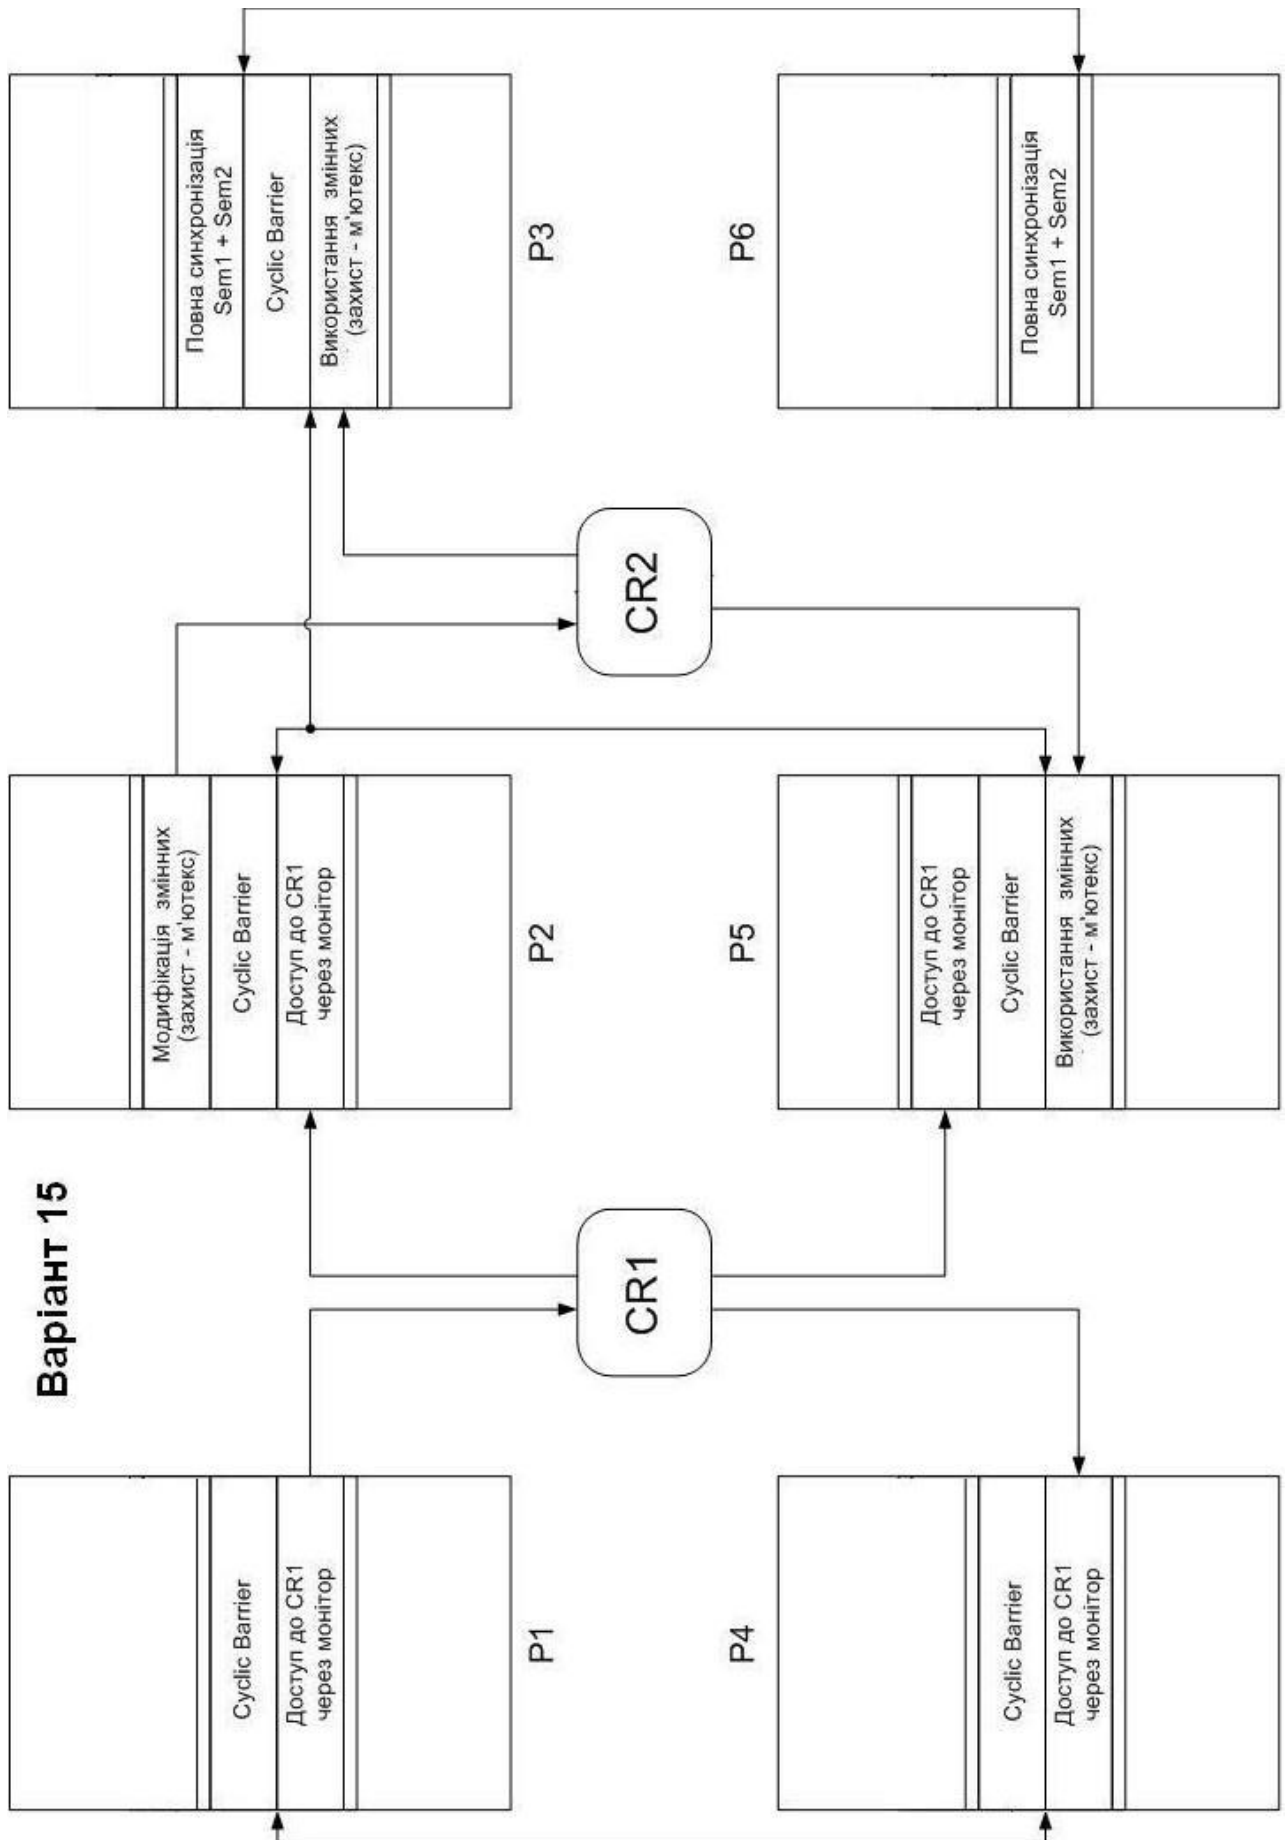 Варіант 15
Cyclic Barrier
Доступ до CR1
через монітор
P1
CR1
Модифікація змінних
(захист - м'ютекс)
Cyclic Barrier
Доступ до CR1
через монітор
P2
CR2
Повна синхронізація
Sem1 + Sem2
Cyclic Barrier
Використання змінних
(захист - м'ютекс)
P3
P4
Cyclic Barrier
Доступ до CR1
через монітор
P5
Доступ до CR1
через монітор
Cyclic Barrier
Використання змінних
(захист - м'ютекс)
P6
Повна синхронізація
Sem1 + Sem2